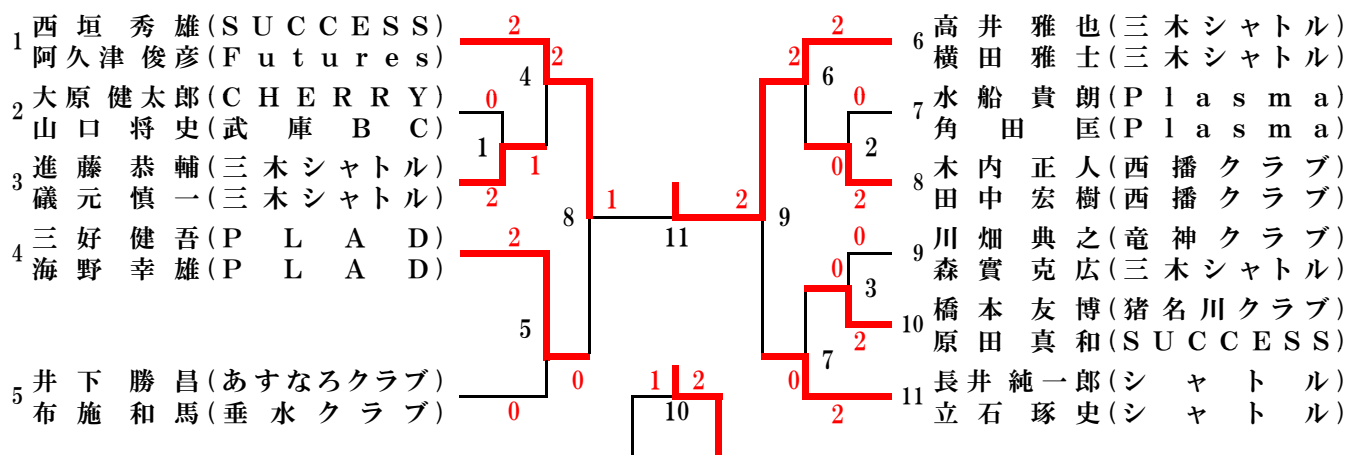 1
西垣秀雄(SUCCESS)
阿久津俊彦(Futures)
2
大原健太郎(CHERRY)
山口将史(武庫BC)
3
進藤恭輔(三木シャトル)
礒元慎一(三木シャトル)
4
三好健吾(PLAD)
海野幸雄(PLAD)
5
井下勝昌(あすなろクラブ)
布施和馬(垂水クラブ)
2
4
2
0
1
1
2
8
1
2
5
0
0
11
2
9
1
2
10
2
2
6
0
2
0
2
0
0
3
2
7
0
2
6
高井雅也(三木シャトル)
横田雅士(三木シャトル)
7
水船貴朗(Plasma)
角田匡(Plasma)
8
木内正人(西播クラブ)
田中宏樹(西播クラブ)
9
川畑典之(竜神クラブ)
森實克広(三木シャトル)
10
橋本友博(猪名川クラブ)
原田真和(SUCCESS)
11
長井純一郎(シャトル)
立石琢史(シャトル)